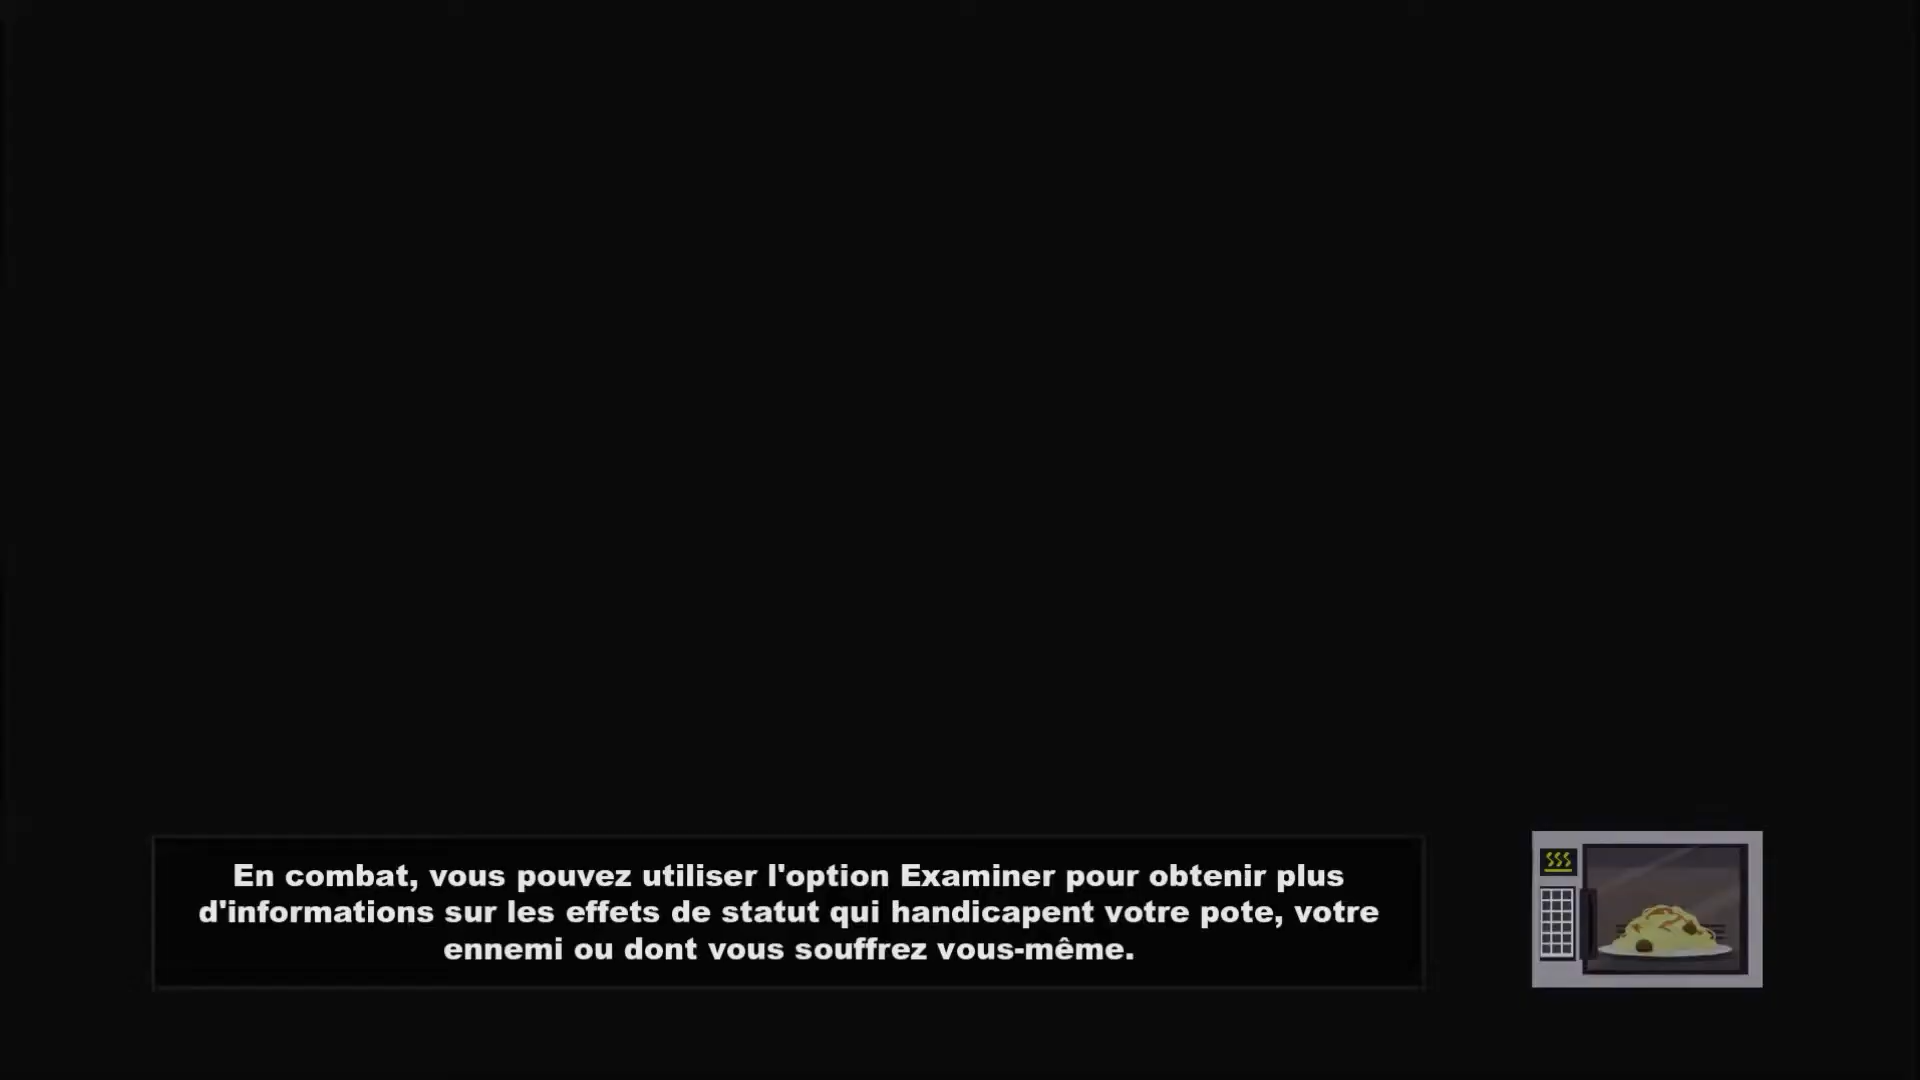 En combat, vous pouvez utiliser l'option Examiner pour obtenir plus
d'informations sur les effets de statut qui handicapent votre pote, votre
ennemi ou dont vous souffrez vous-même.